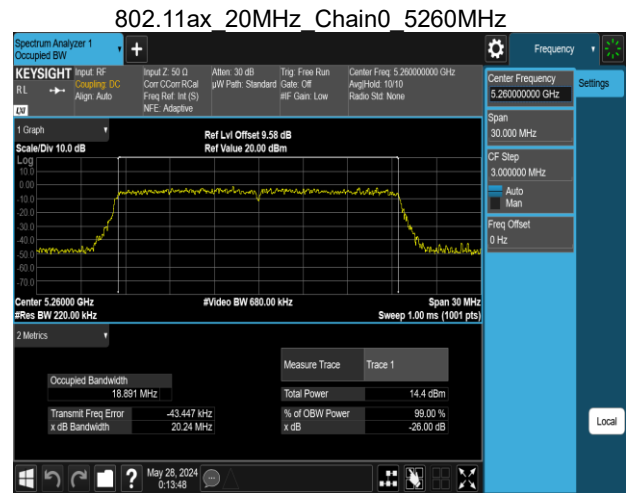 802.11ax_20MHz_Chain0_5260MHz
Spectrum Analyzer 1
Occupied BW
Frequency
KEYSIGHT
RL
LXI
Input: RF
Coupling: DC
Align: Auto
Input Z: 50 Ω
Corr CCorr RCal
Freq Ref: Int (S)
NFE: Adaptive
Atten: 30 dB
µW Path: Standard
Trig: Free Run
Gate: Off
#IF Gain: Low
Center Freq: 5.260000000 GHz
Avg|Hold: 10/10
Radio Std: None
Center Frequency
5.260000000 GHz
Settings
Span
30.000 MHz
CF Step
3.000000 MHz
Auto
Man
Freq Offset
0 Hz
1 Graph
Scale/Div 10.0 dB
Ref Lvl Offset 9.58 dB
Ref Value 20.00 dBm
Log
10.0
0.00
-10.0
-20.0
-30.0
-40.0
-50.0
-60.0
-70.0
Center 5.26000 GHz
#Res BW 220.00 kHz
#Video BW 680.00 kHz
Span 30 MHz
Sweep 1.00 ms (1001 pts)
2 Metrics
Measure Trace Trace 1
Occupied Bandwidth
18.891 MHz
Total Power 14.4 dBm
Transmit Freq Error -43.447 kHz
% of OBW Power 99.00 %
x dB Bandwidth 20.24 MHz
x dB -26.00 dB
Local
?
May 28, 2024
0:13:48